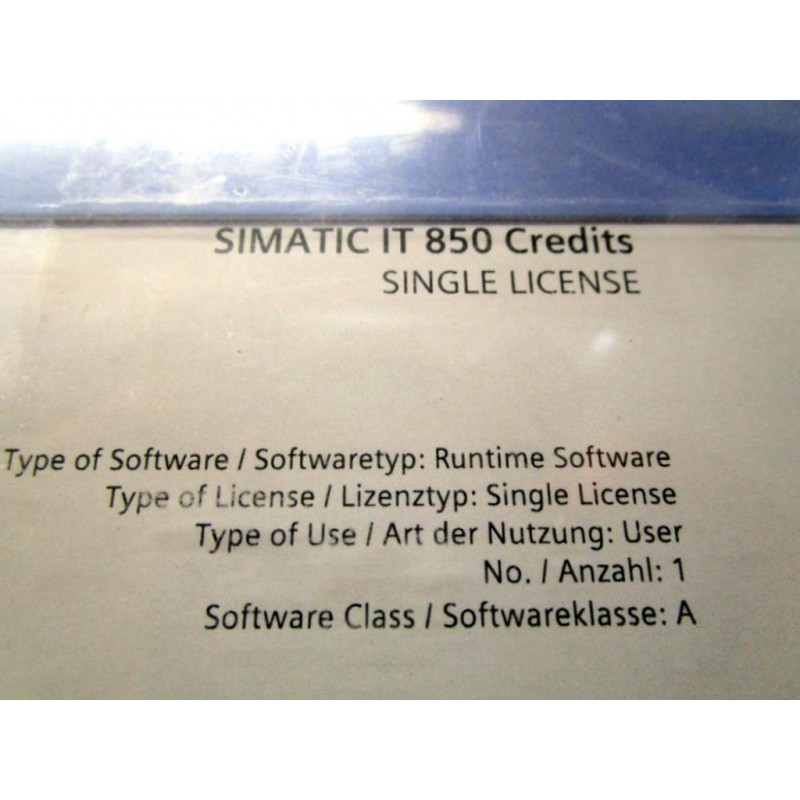 SIMATIC IT 850 Credits
SINGLE LICENSE
Type of Software / Softwaretyp: Runtime Software
Type of License / Lizenztyp: Single License
Type of Use / Art der Nutzung: User
No. / Anzahl: 1
Software Class / Softwareklasse: A